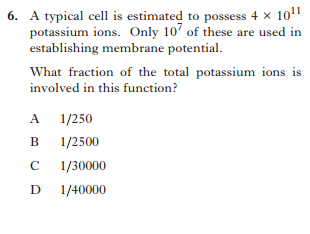 6. A typical cell is estimated to possess 4 × 10¹¹
potassium ions. Only 10⁷ of these are used in
establishing membrane potential.
What fraction of the total potassium ions is
involved in this function?
A 1/250
B 1/2500
C 1/30000
D 1/40000